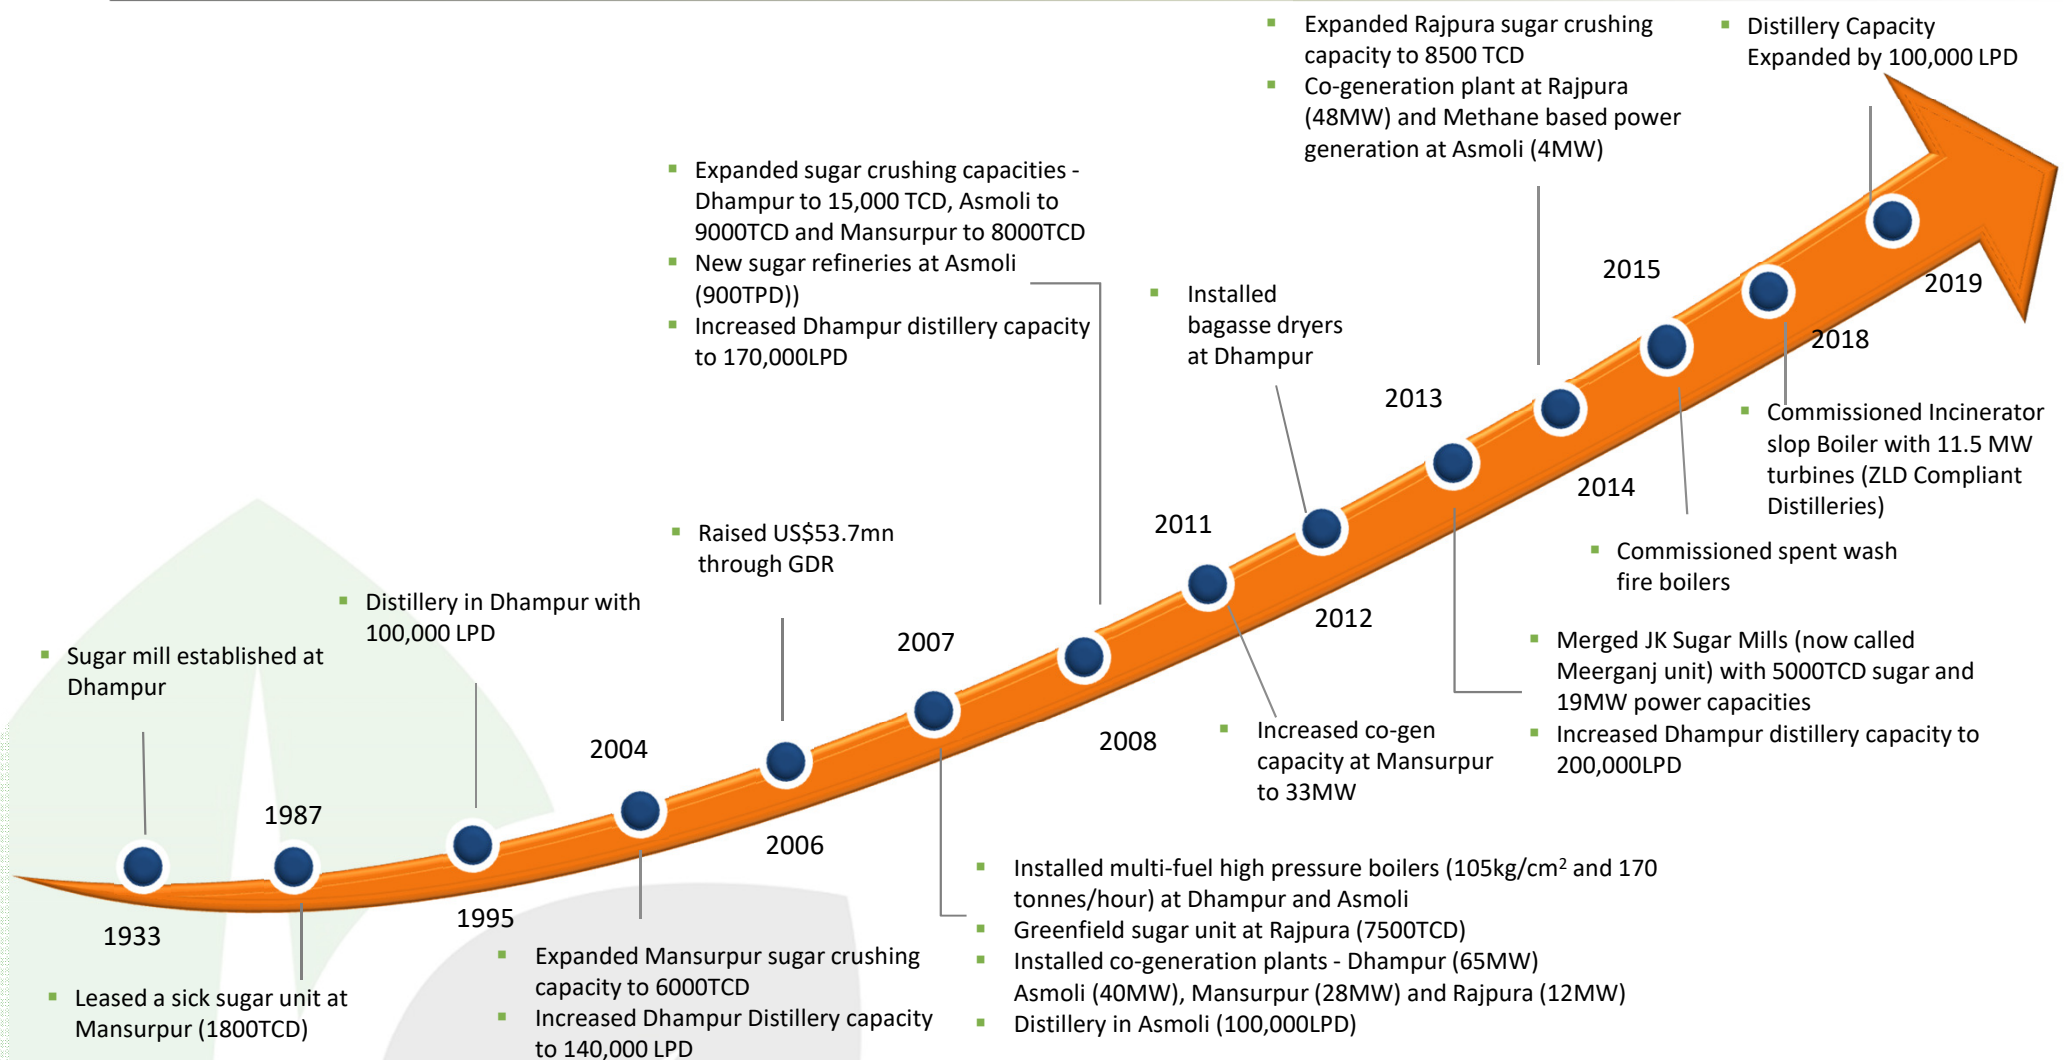 ▪ Expanded Rajpura sugar crushing
capacity to 8500 TCD
▪ Co-generation plant at Rajpura
(48MW) and Methane based power
generation at Asmoli (4MW)
▪ Distillery Capacity
Expanded by 100,000 LPD
▪ Expanded sugar crushing capacities -
Dhampur to 15,000 TCD, Asmoli to
9000TCD and Mansurpur to 8000TCD
▪ New sugar refineries at Asmoli
(900TPD))
▪ Increased Dhampur distillery capacity
to 170,000LPD
▪ Installed
bagasse dryers
at Dhampur
2015
2019
2018
2013
▪ Commissioned Incinerator
slop Boiler with 11.5 MW
turbines (ZLD Compliant
Distilleries)
2014
▪ Raised US$53.7mn
through GDR
2011
▪ Commissioned spent wash
fire boilers
▪ Distillery in Dhampur with
100,000 LPD
2012
▪ Sugar mill established at
Dhampur
2007
▪ Merged JK Sugar Mills (now called
Meerganj unit) with 5000TCD sugar and
19MW power capacities
▪ Increased Dhampur distillery capacity to
200,000LPD
2004
2008
▪ Increased co-gen
capacity at Mansurpur
to 33MW
1987
2006
1933
1995
▪ Installed multi-fuel high pressure boilers (105kg/cm² and 170
tonnes/hour) at Dhampur and Asmoli
▪ Greenfield sugar unit at Rajpura (7500TCD)
▪ Installed co-generation plants - Dhampur (65MW)
Asmoli (40MW), Mansurpur (28MW) and Rajpura (12MW)
▪ Distillery in Asmoli (100,000LPD)
▪ Leased a sick sugar unit at
Mansurpur (1800TCD)
▪ Expanded Mansurpur sugar crushing
capacity to 6000TCD
▪ Increased Dhampur Distillery capacity
to 140,000 LPD